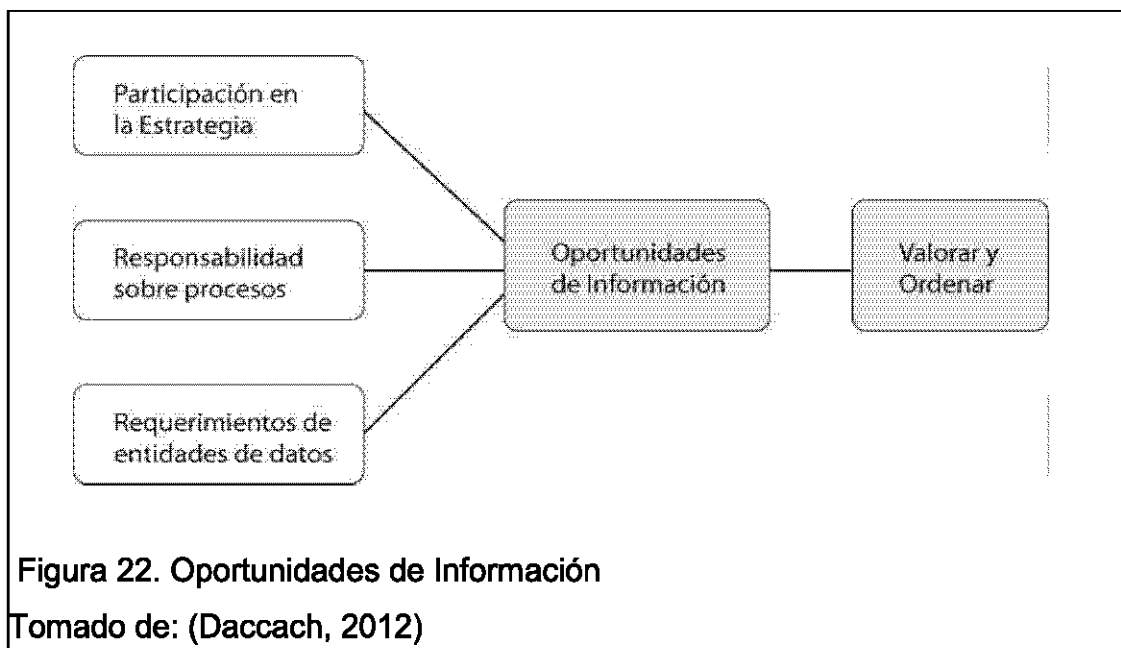 Participación en
la Estrategia
Responsabilidad
sobre procesos
Requerimientos de
entidades de datos
Oportunidades
de Información
Valorar y
Ordenar
Figura 22. Oportunidades de Información
Tomado de: (Daccach, 2012)